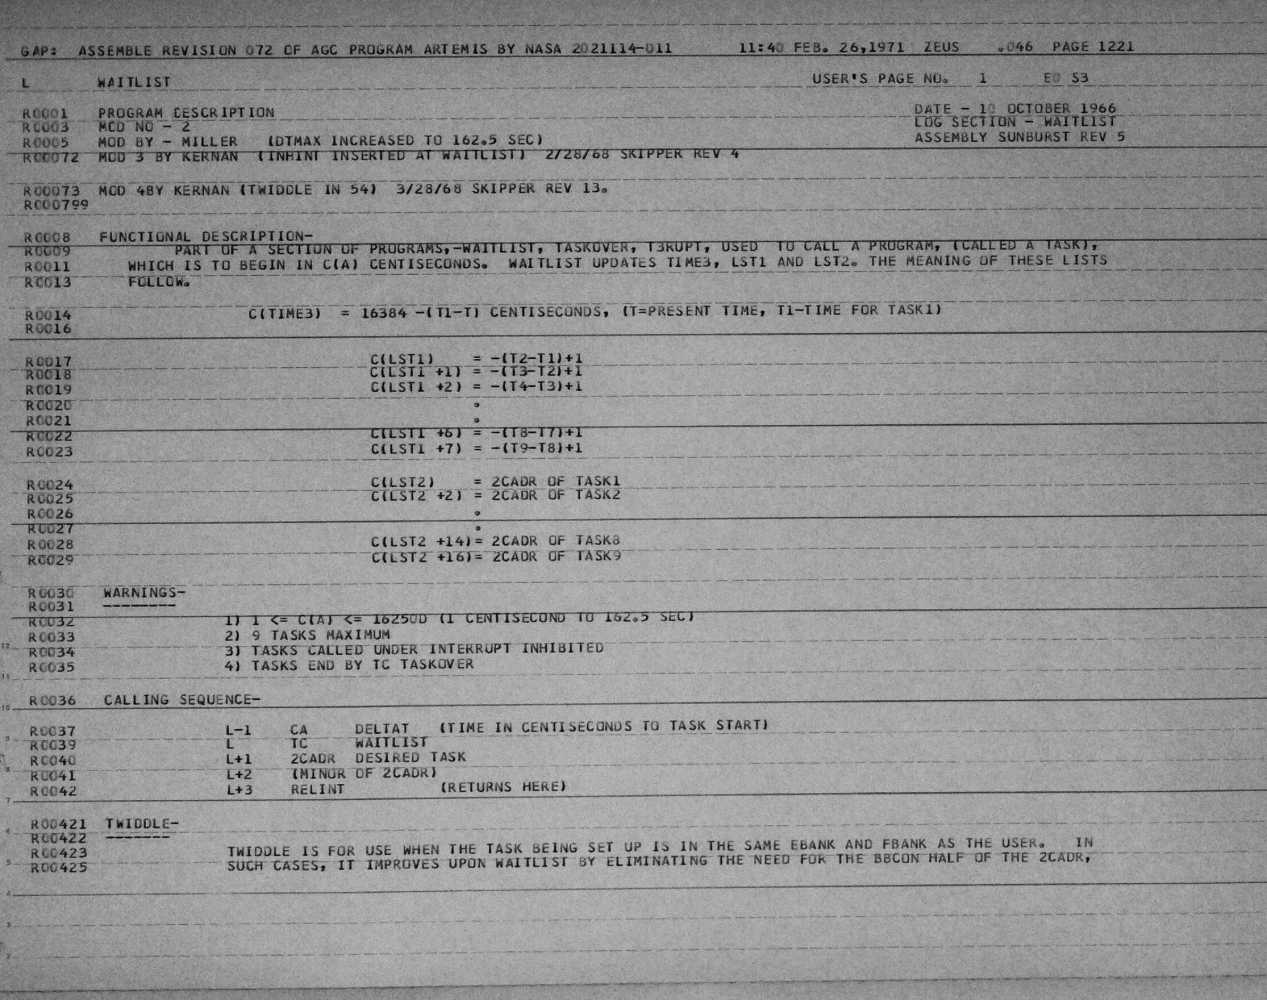 GAP: ASSEMBLE REVISION 072 OF AGC PROGRAM ARTEMIS BY NASA 2021114-011 11:40 FEB. 26,1971 ZEUS .046 PAGE 1221
L WAITLIST USER'S PAGE NO. 1 E0 S3
R0001 PROGRAM DESCRIPTION DATE - 10 OCTOBER 1966
R0003 MOD NO - 2 LOG SECTION - WAITLIST
R0005 MOD BY - MILLER (DTMAX INCREASED TO 162.5 SEC) ASSEMBLY SUNBURST REV 5
R00072 MOD 3 BY KERNAN (INHINT INSERTED AT WAITLIST) 2/28/68 SKIPPER REV 4
R00073 MOD 4BY KERNAN (TWIDDLE IN 54) 3/28/68 SKIPPER REV 13.
R000799
R0008 FUNCTIONAL DESCRIPTION-
R0009 PART OF A SECTION OF PROGRAMS,-WAITLIST, TASKOVER, T3RUPT, USED TO CALL A PROGRAM, (CALLED A TASK),
R0011 WHICH IS TO BEGIN IN C(A) CENTISECONDS. WAITLIST UPDATES TIME3, LST1 AND LST2. THE MEANING OF THESE LISTS
R0013 FOLLOW.
R0014 C(TIME3) = 16384 -(T1-T) CENTISECONDS, (T=PRESENT TIME, T1-TIME FOR TASK1)
R0016
R0017 C(LST1) = -(T2-T1)+1
R0018 C(LST1 +1) = -(T3-T2)+1
R0019 C(LST1 +2) = -(T4-T3)+1
R0020 .
R0021 .
R0022 C(LST1 +6) = -(T8-T7)+1
R0023 C(LST1 +7) = -(T9-T8)+1
R0024 C(LST2) = 2CADR OF TASK1
R0025 C(LST2 +2) = 2CADR OF TASK2
R0026 .
R0027 .
R0028 C(LST2 +14)= 2CADR OF TASK8
R0029 C(LST2 +16)= 2CADR OF TASK9
R0030 WARNINGS-
R0031 --------
R0032 1) 1 <= C(A) <= 16250D (1 CENTISECOND TO 162.5 SEC)
R0033 2) 9 TASKS MAXIMUM
R0034 3) TASKS CALLED UNDER INTERRUPT INHIBITED
R0035 4) TASKS END BY TC TASKOVER
R0036 CALLING SEQUENCE-
R0037 L-1 CA DELTAT (TIME IN CENTISECONDS TO TASK START)
R0039 L TC WAITLIST
R0040 L+1 2CADR DESIRED TASK
R0041 L+2 (MINOR OF 2CADR)
R0042 L+3 RELINT (RETURNS HERE)
R00421 TWIDDLE-
R00422 -------
R00423 TWIDDLE IS FOR USE WHEN THE TASK BEING SET UP IS IN THE SAME EBANK AND FBANK AS THE USER. IN
R00425 SUCH CASES, IT IMPROVES UPON WAITLIST BY ELIMINATING THE NEED FOR THE BBCON HALF OF THE 2CADR,